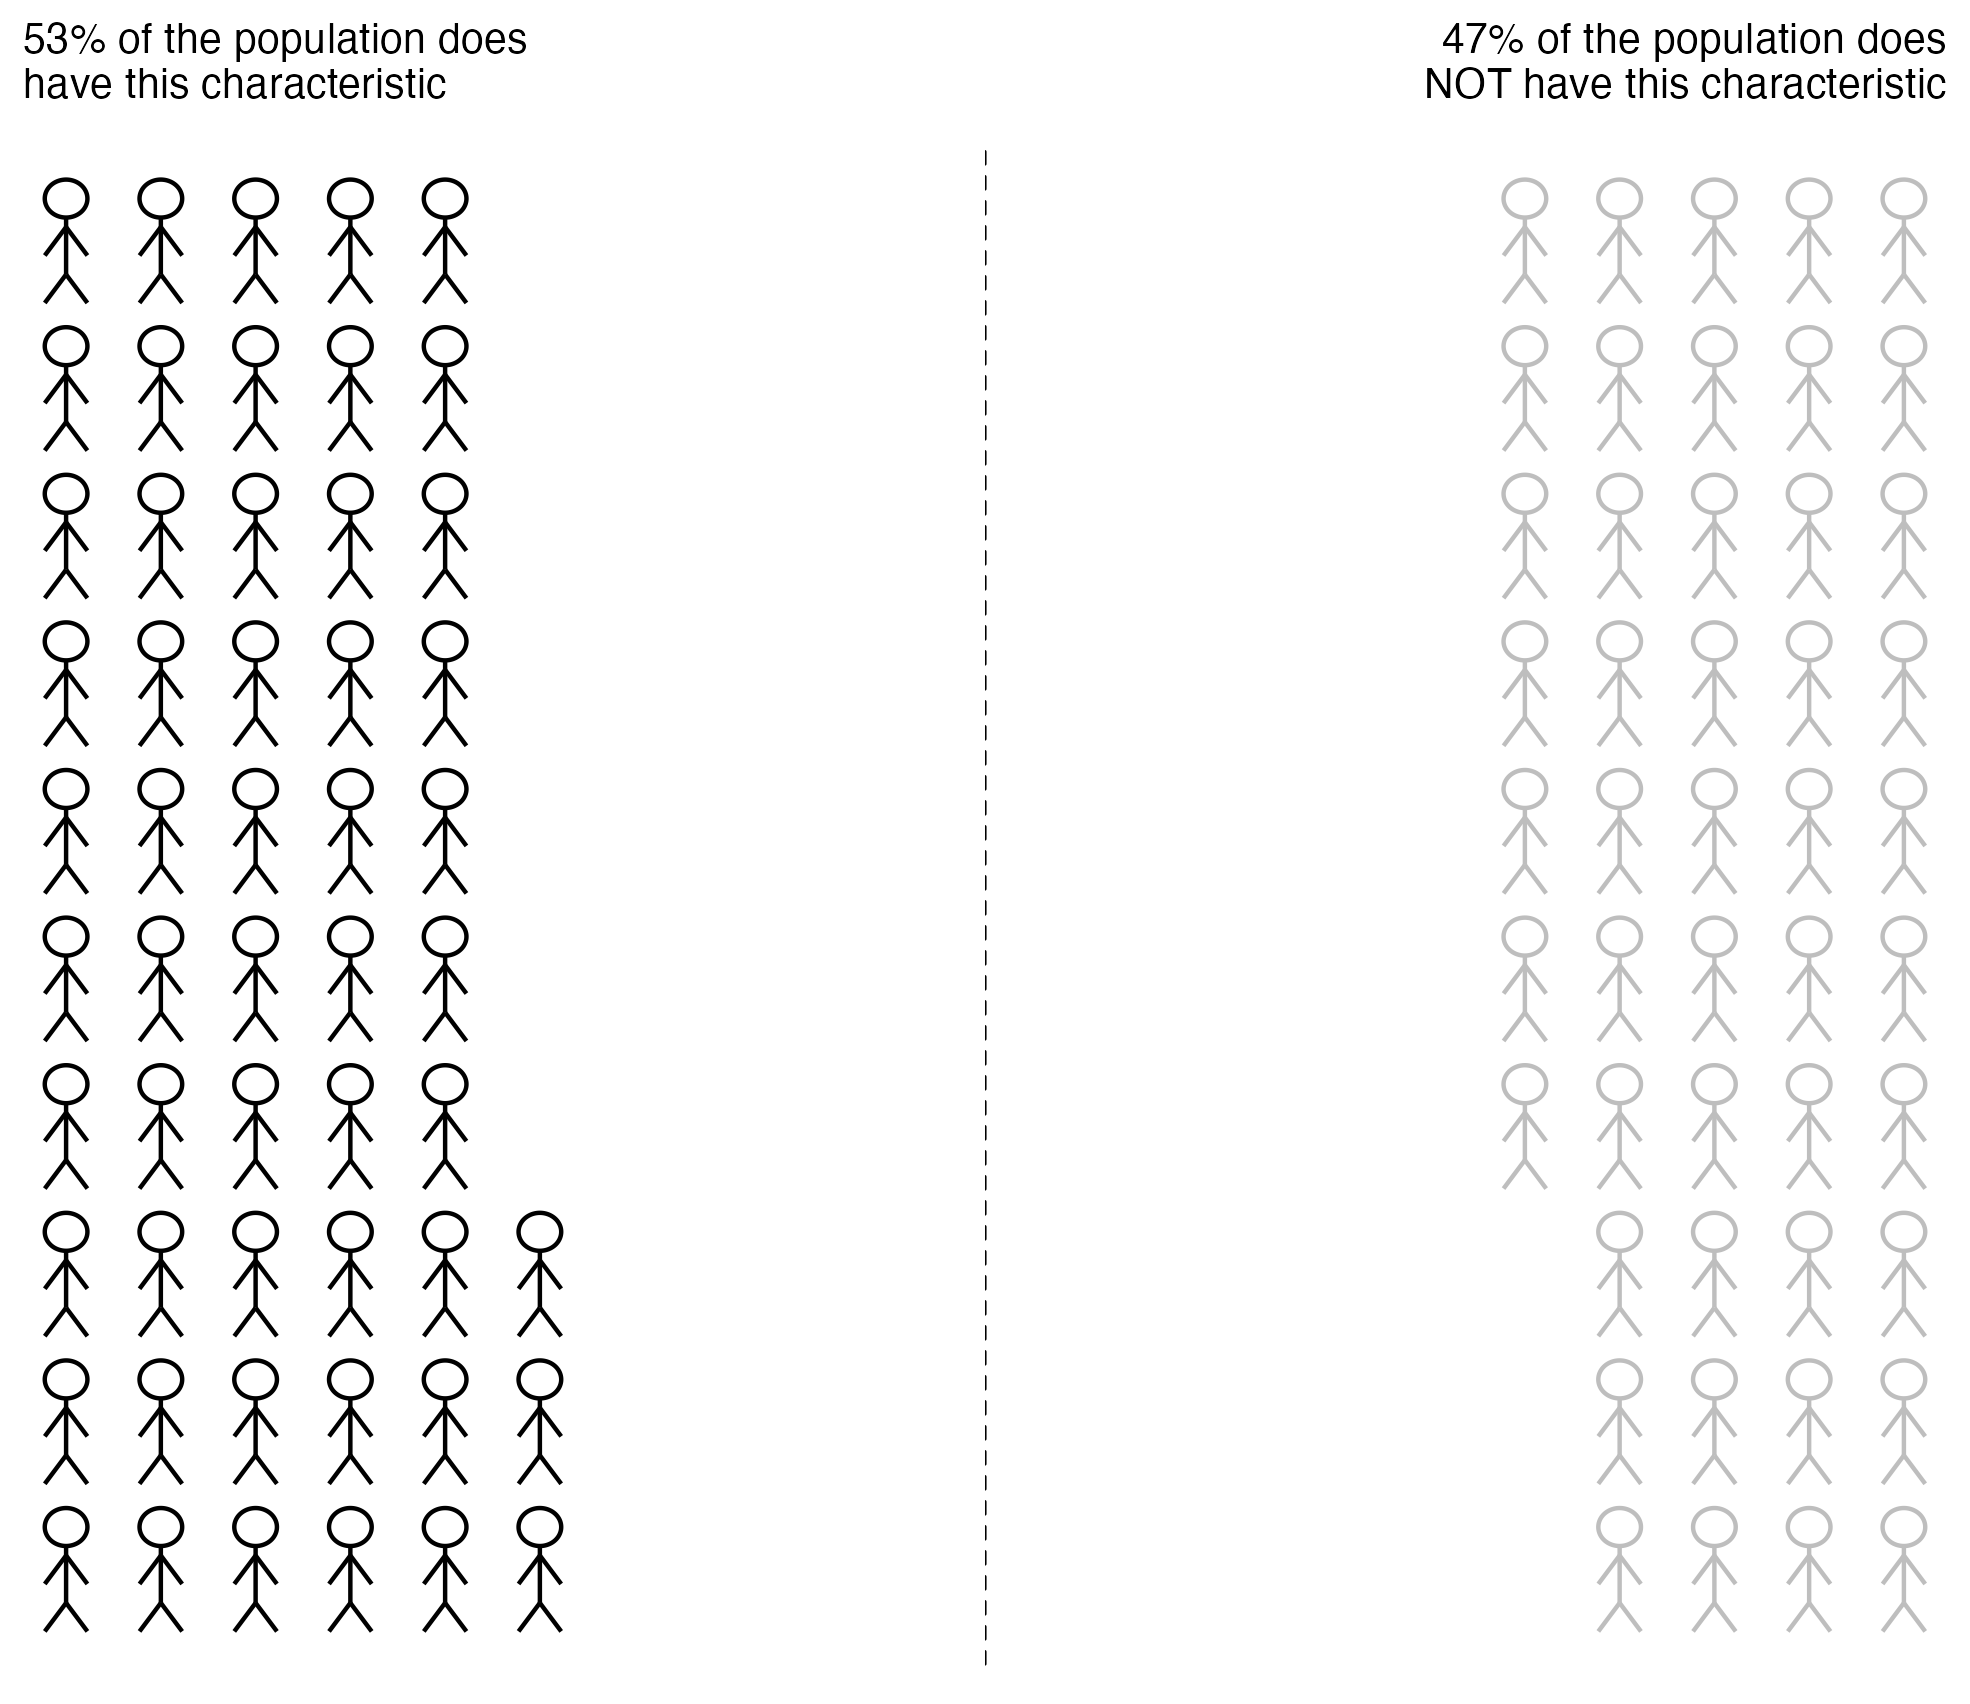 53% of the population does
have this characteristic
47% of the population does
NOT have this characteristic